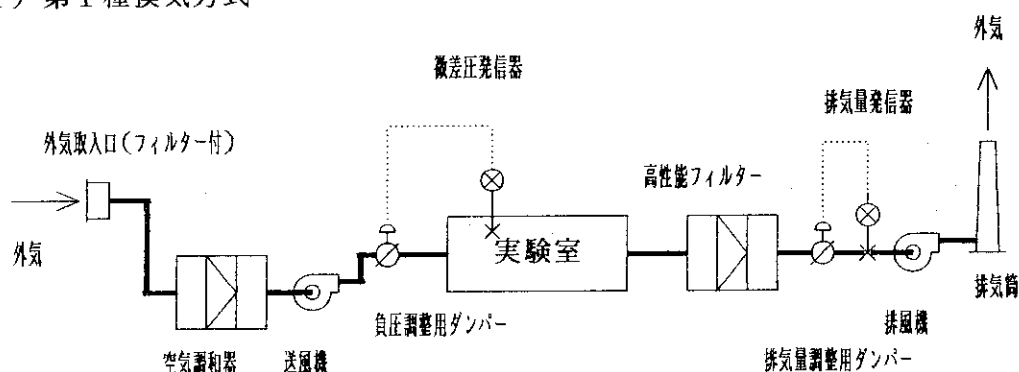 第1種換気方式
外気
微差圧発信器
排気量発信器
外気取入口(フィルター付)
高性能フィルター
実験室
外気
排気筒
負圧調整用ダンパー
排風機
空気調和器
送風機
排気量調整用ダンパー